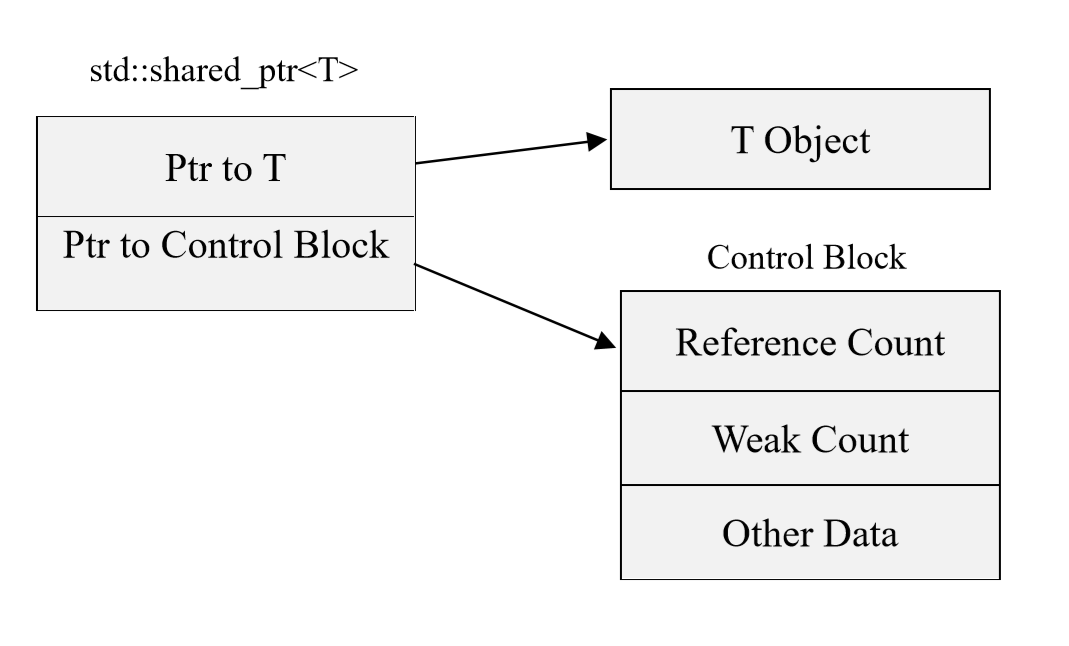 std::shared_ptr<T>
Ptr to T
Ptr to Control Block
T Object
Control Block
Reference Count
Weak Count
Other Data